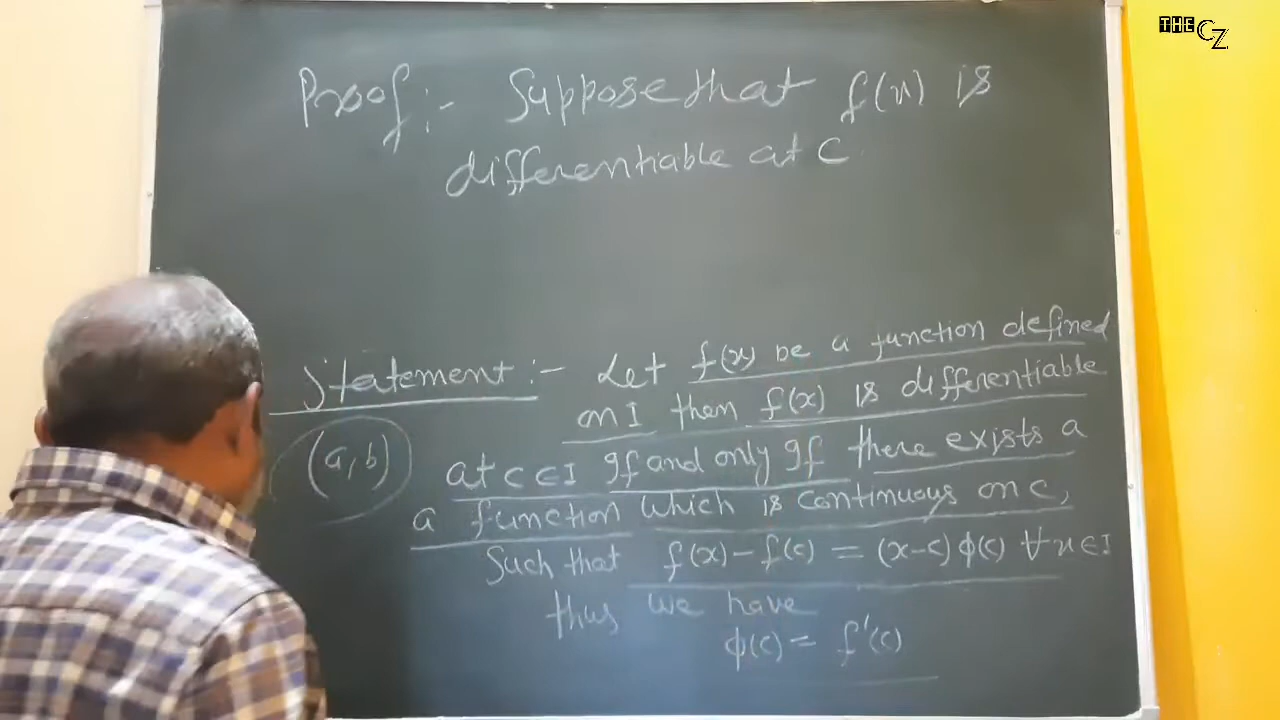 THE CZ
Proof :- Suppose that f(x) is
differentiable at c
Statement :- Let f(x) be a function defined
on I then f(x) is differentiable
(a, b)
at c ∈ I If and only If there exists a
a function which is continuous on c,
Such that f(x) - f(c) = (x-c) ϕ(c) ∀ x ∈ I
thus we have
ϕ(c) = f'(c)